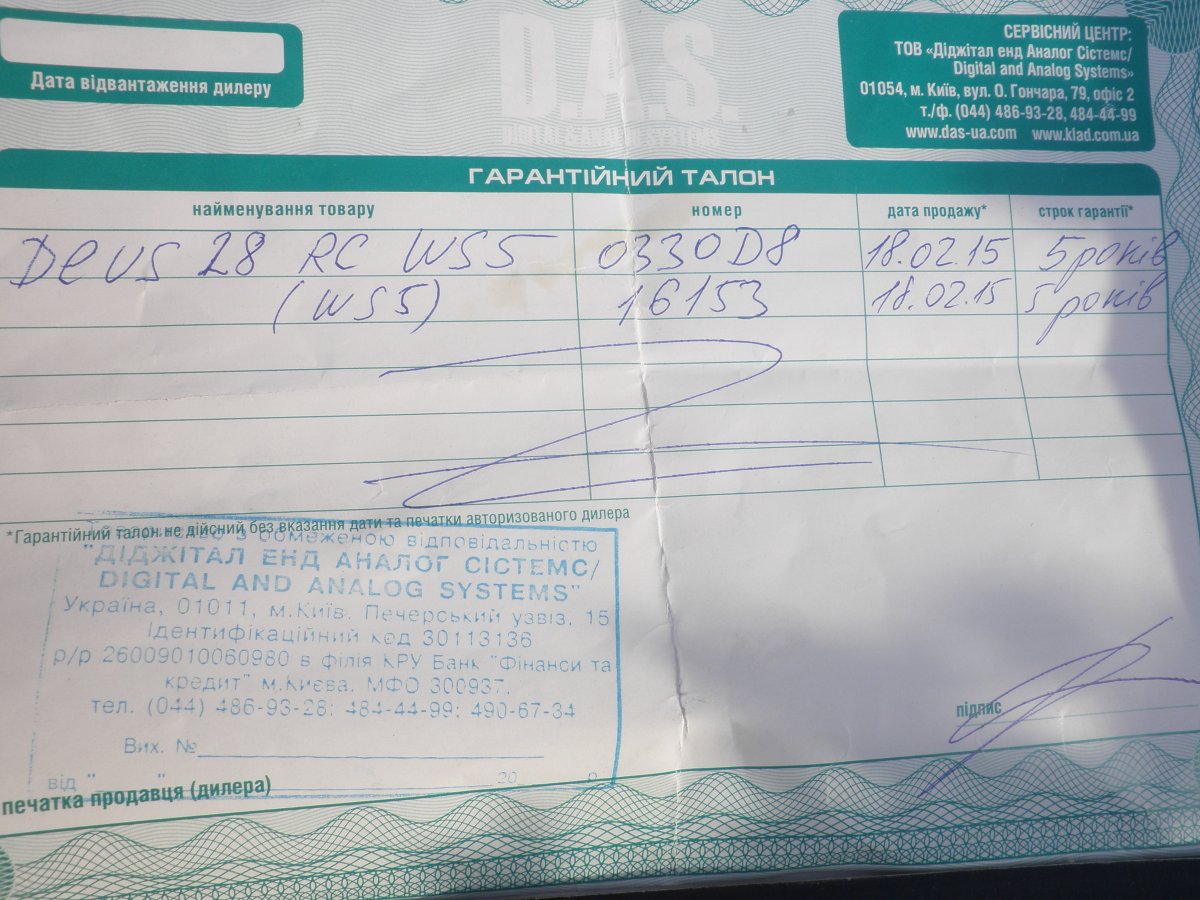 Дата відвантаження дилеру
D.A.S.
DIGITAL & ANALOG SYSTEMS
СЕРВІСНИЙ ЦЕНТР:
ТОВ «Діджітал енд Аналог Сістемс/
Digital and Analog Systems»
01054, м. Київ, вул. О. Гончара, 79, офіс 2
т./ф. (044) 486-93-28, 484-44-99
www.das-ua.com www.klad.com.ua
ГАРАНТІЙНИЙ ТАЛОН
найменування товару номер дата продажу* строк гарантії*
Deus 28 RC WS5 0330D8 18.02.15 5 років
(WS5) 16153 18.02.15 5 років
*Гарантійний талон не дійсний без вказання дати та печатки авторизованого дилера
з обмеженою відповідальністю
"ДІДЖІТАЛ ЕНД АНАЛОГ СІСТЕМС/
DIGITAL AND ANALOG SYSTEMS"
Україна, 01011, м.Київ, Печерський узвіз, 15
Ідентифікаційний код 30113136
р/р 26009010060980 в філія КРУ Банк "Фінанси та
кредит" м.Києва. МФО 300937.
тел. (044) 486-93-28; 484-44-99; 490-67-34
Вих. №
від " " 20 р
підпис
печатка продавця (дилера)